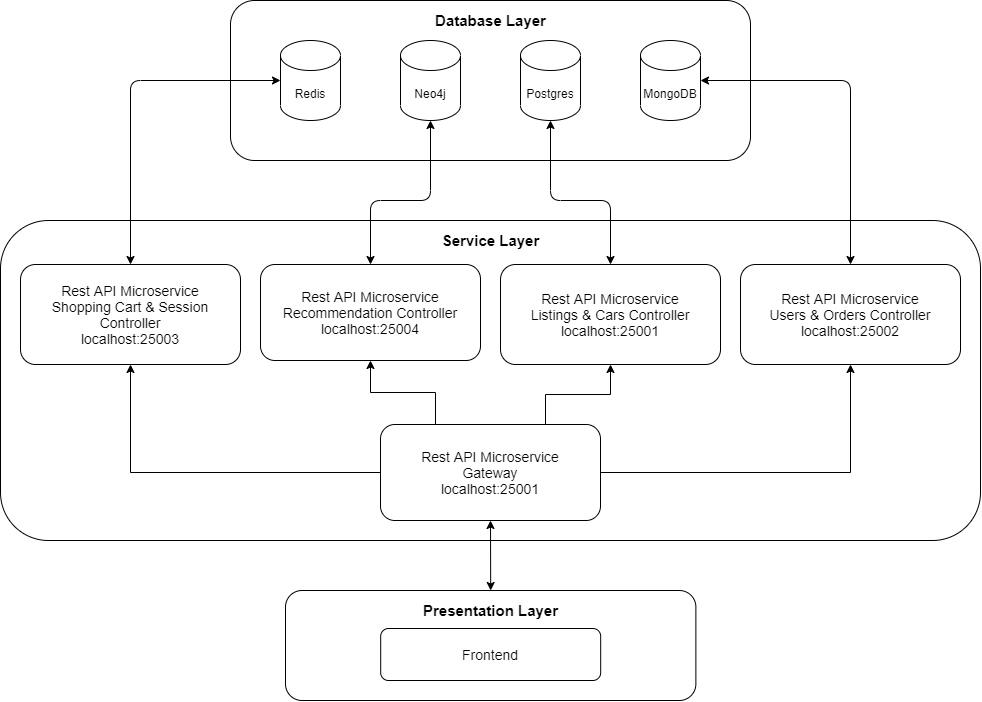 Database Layer
Redis
Neo4j
Postgres
MongoDB
Service Layer
Rest API Microservice
Shopping Cart & Session
Controller
localhost:25003
Rest API Microservice
Recommendation Controller
localhost:25004
Rest API Microservice
Listings & Cars Controller
localhost:25001
Rest API Microservice
Users & Orders Controller
localhost:25002
Rest API Microservice
Gateway
localhost:25001
Presentation Layer
Frontend